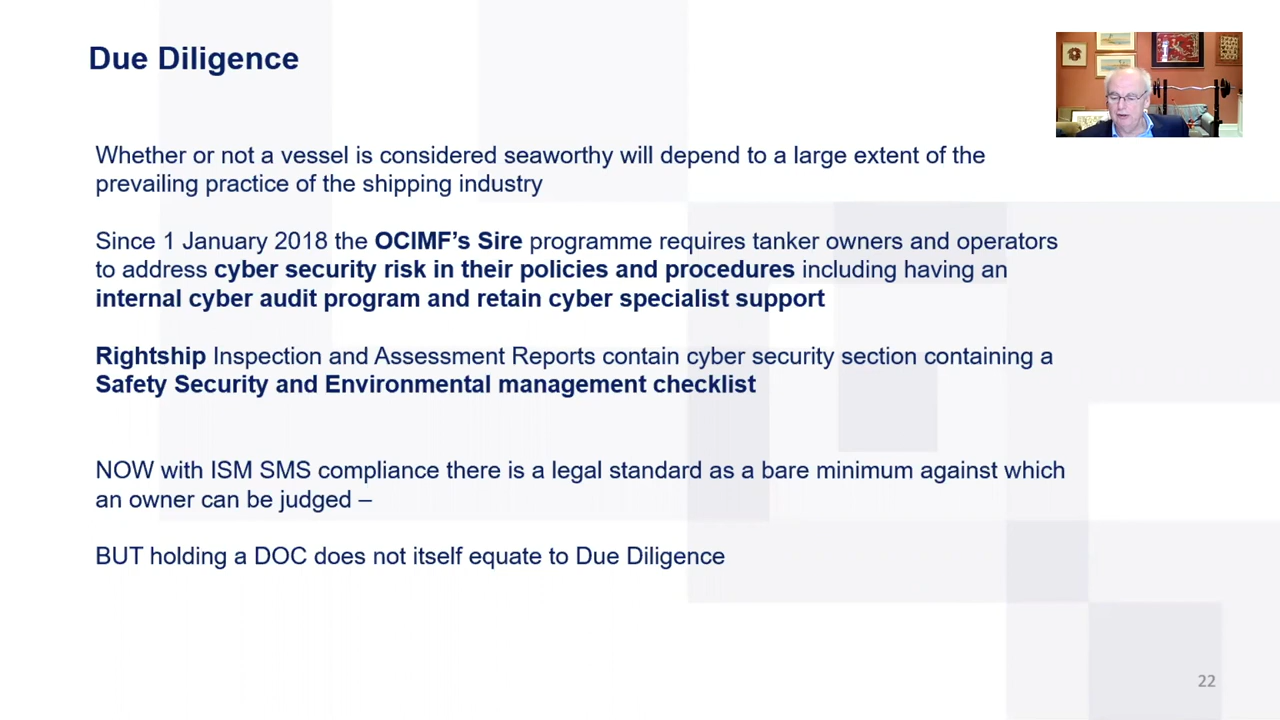 Due Diligence
Whether or not a vessel is considered seaworthy will depend to a large extent of the
prevailing practice of the shipping industry
Since 1 January 2018 the OCIMF’s Sire programme requires tanker owners and operators
to address cyber security risk in their policies and procedures including having an
internal cyber audit program and retain cyber specialist support
Rightship Inspection and Assessment Reports contain cyber security section containing a
Safety Security and Environmental management checklist
NOW with ISM SMS compliance there is a legal standard as a bare minimum against which
an owner can be judged –
BUT holding a DOC does not itself equate to Due Diligence
22